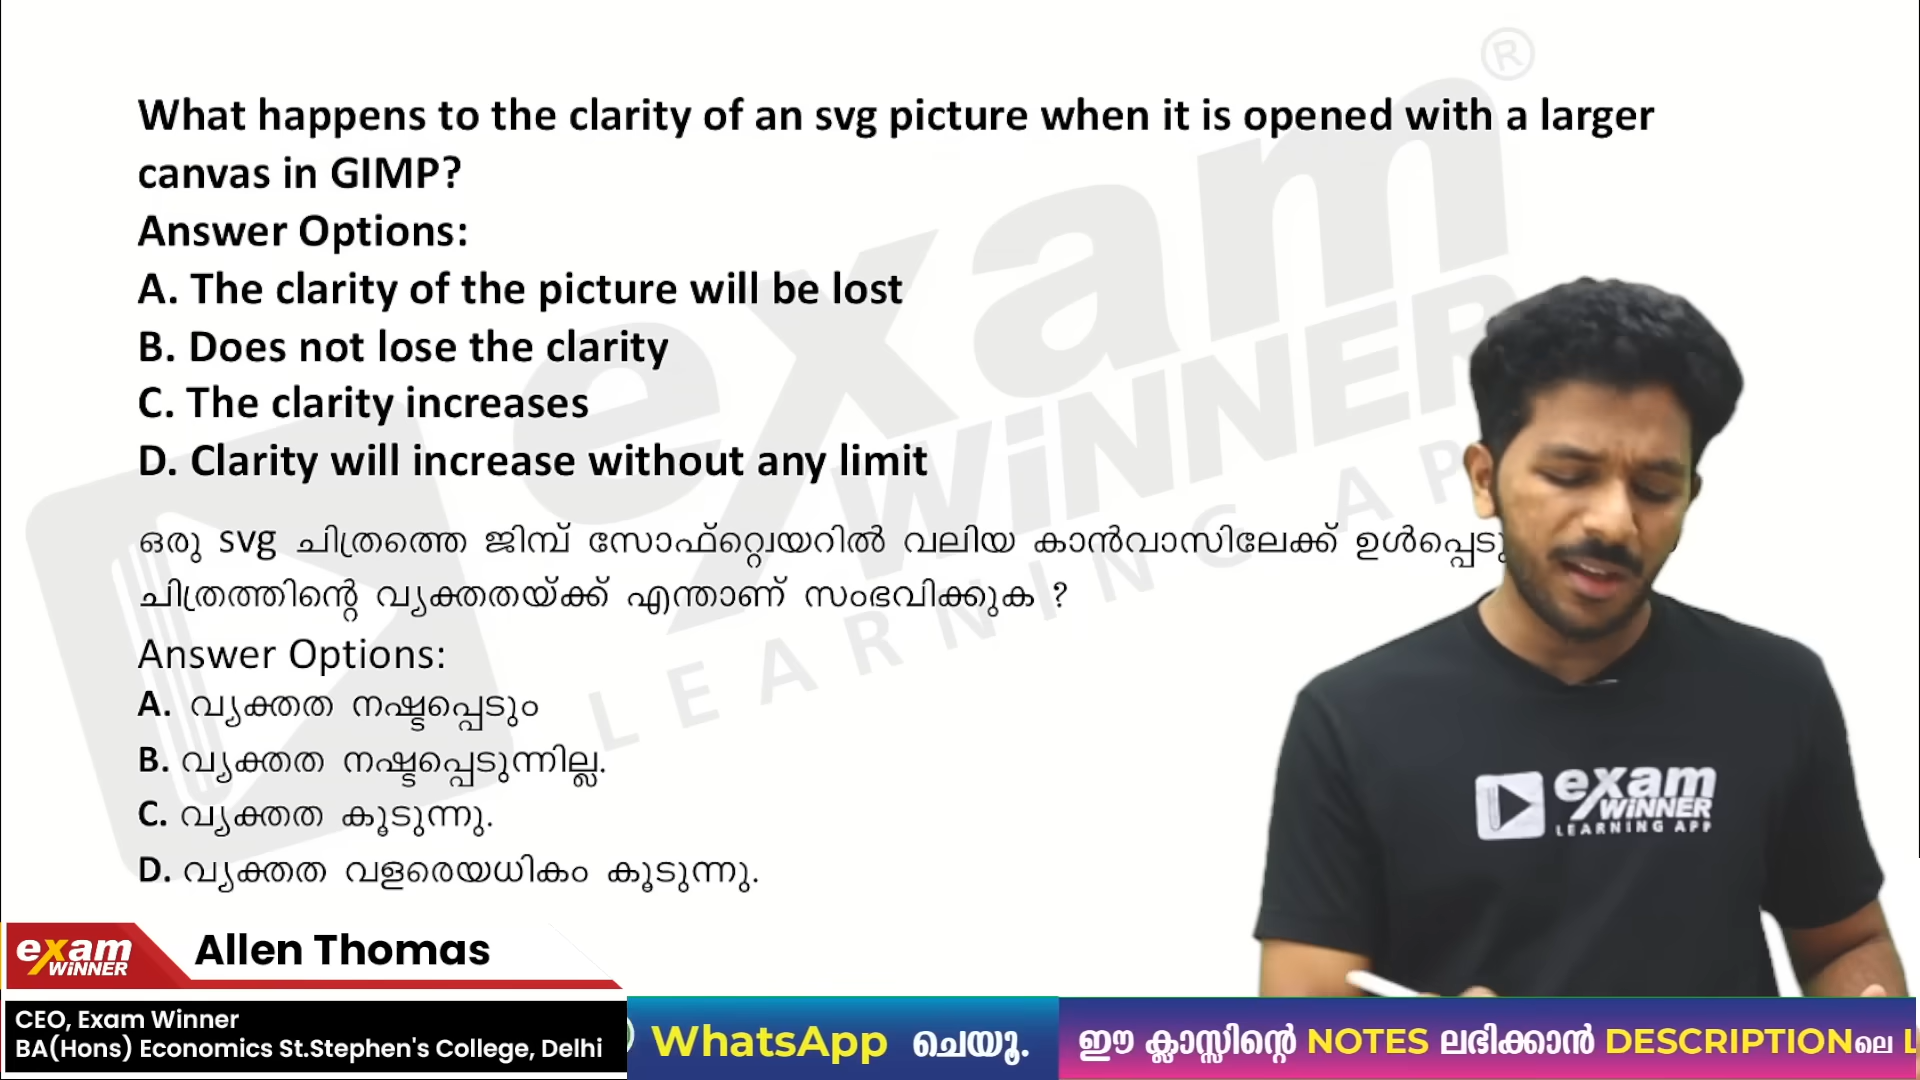 What happens to the clarity of an svg picture when it is opened with a larger
canvas in GIMP?
Answer Options:
A. The clarity of the picture will be lost
B. Does not lose the clarity
C. The clarity increases
D. Clarity will increase without any limit
ഒരു svg ചിത്രത്തെ ജിമ്പ് സോഫ്റ്റ്വെയറിൽ വലിയ കാൻവാസിലേക്ക്
ചിത്രത്തിന്റെ വ്യക്തതയ്ക്ക് എന്താണ് സംഭവിക്കുക ?
Answer Options:
A. വ്യക്തത നഷ്ടപ്പെടും
B. വ്യക്തത നഷ്ടപ്പെടുന്നില്ല.
C. വ്യക്തത കൂടുന്നു.
D. വ്യക്തത വളരെയധികം കൂടുന്നു.
exam
WiNNER
LEARNING APP
®
exam
WiNNER
LEARNING APP
exam
WiNNER
Allen Thomas
CEO, Exam Winner
BA(Hons) Economics St.Stephen's College, Delhi
WhatsApp ചെയൂ.
ഈ ക്ലാസ്സിന്റെ NOTES ലഭിക്കാൻ DESCRIPTIONലെ